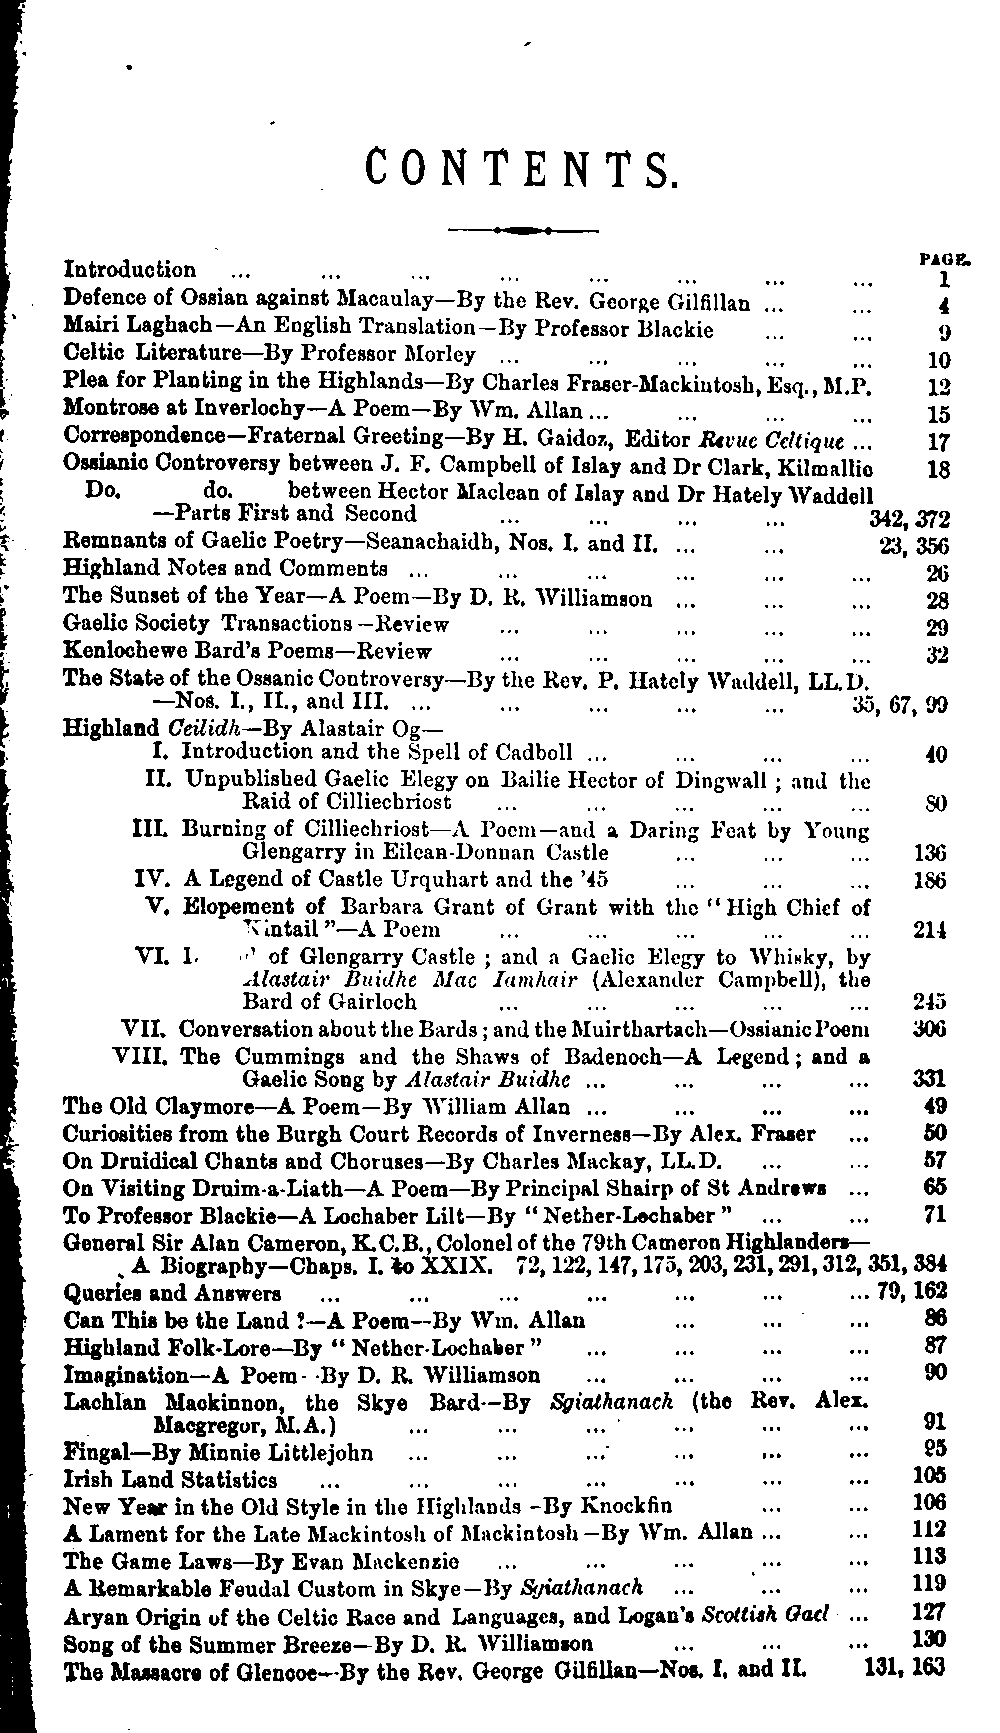 CONTENTS.
PAGE.
Introduction ... ... ... ... ... ... ... ... 1
Defence of Ossian against Macaulay—By the Rev. George Gilfillan ... ... 4
Mairi Laghach—An English Translation—By Professor Blackie ... ... 9
Celtic Literature—By Professor Morley ... ... ... ... ... 10
Plea for Planting in the Highlands—By Charles Fraser-Mackintosh, Esq., M.P. 12
Montrose at Inverlochy—A Poem—By Wm. Allan ... ... ... ... 15
Correspondence—Fraternal Greeting—By H. Gaidoz, Editor Revue Celtique ... 17
Ossianic Controversy between J. F. Campbell of Islay and Dr Clark, Kilmallie 18
Do. do. between Hector Maclean of Islay and Dr Hately Waddell
—Parts First and Second ... ... ... ... 342, 372
Remnants of Gaelic Poetry—Seanachaidh, Nos. I. and II. ... ... 23, 356
Highland Notes and Comments ... ... ... ... ... ... 26
The Sunset of the Year—A Poem—By D. R. Williamson ... ... ... 28
Gaelic Society Transactions—Review ... ... ... ... ... 29
Kenlochewe Bard's Poems—Review ... ... ... ... ... 32
The State of the Ossanic Controversy—By the Rev. P. Hately Waddell, LL.D.
—Nos. I., II., and III. ... ... ... ... ... 35, 67, 99
Highland Ceilidh—By Alastair Og—
I. Introduction and the Spell of Cadboll ... ... ... ... 40
II. Unpublished Gaelic Elegy on Bailie Hector of Dingwall ; and the
Raid of Cilliechriost ... ... ... ... ... 80
III. Burning of Cilliechriost—A Poem—and a Daring Feat by Young
Glengarry in Eilean-Donnan Castle ... ... ... 136
IV. A Legend of Castle Urquhart and the '45 ... ... ... 186
V. Elopement of Barbara Grant of Grant with the "High Chief of
Kintail"—A Poem ... ... ... ... ... 214
VI. of Glengarry Castle ; and a Gaelic Elegy to Whisky, by
Alastair Buidhe Mac Iamhair (Alexander Campbell), the
Bard of Gairloch ... ... ... ... ... 245
VII. Conversation about the Bards ; and the Muirthartach—Ossianic Poem 306
VIII. The Cummings and the Shaws of Badenoch—A Legend ; and a
Gaelic Song by Alastair Buidhe ... ... ... ... 331
The Old Claymore—A Poem—By William Allan ... ... ... ... 49
Curiosities from the Burgh Court Records of Inverness—By Alex. Fraser ... 50
On Druidical Chants and Choruses—By Charles Mackay, LL.D. ... ... 57
On Visiting Druim-a-Liath—A Poem—By Principal Shairp of St Andrews ... 65
To Professor Blackie—A Lochaber Lilt—By "Nether-Lochaber" ... ... 71
General Sir Alan Cameron, K.C.B., Colonel of the 79th Cameron Highlanders—
A Biography—Chaps. I. to XXIX. 72, 122, 147, 175, 203, 231, 291, 312, 351, 384
Queries and Answers ... ... ... ... ... ... ... 79, 162
Can This be the Land ?—A Poem—By Wm. Allan ... ... ... 86
Highland Folk-Lore—By "Nether-Lochaber" ... ... ... ... 87
Imagination—A Poem—By D. R. Williamson ... ... ... ... 90
Lachlan Mackinnon, the Skye Bard—By Sgiathanach (the Rev. Alex.
Macgregor, M.A.) ... ... ... ... ... ... 91
Fingal—By Minnie Littlejohn ... ... ... ... ... ... 95
Irish Land Statistics ... ... ... ... ... ... ... 105
New Year in the Old Style in the Highlands—By Knockfin ... ... 106
A Lament for the Late Mackintosh of Mackintosh—By Wm. Allan ... ... 112
The Game Laws—By Evan Mackenzie ... ... ... ... ... 113
A Remarkable Feudal Custom in Skye—By Sgiathanach ... ... ... 119
Aryan Origin of the Celtic Race and Languages, and Logan's Scottish Gael ... 127
Song of the Summer Breeze—By D. R. Williamson ... ... ... 130
The Massacre of Glencoe—By the Rev. George Gilfillan—Nos. I. and II. 131, 163